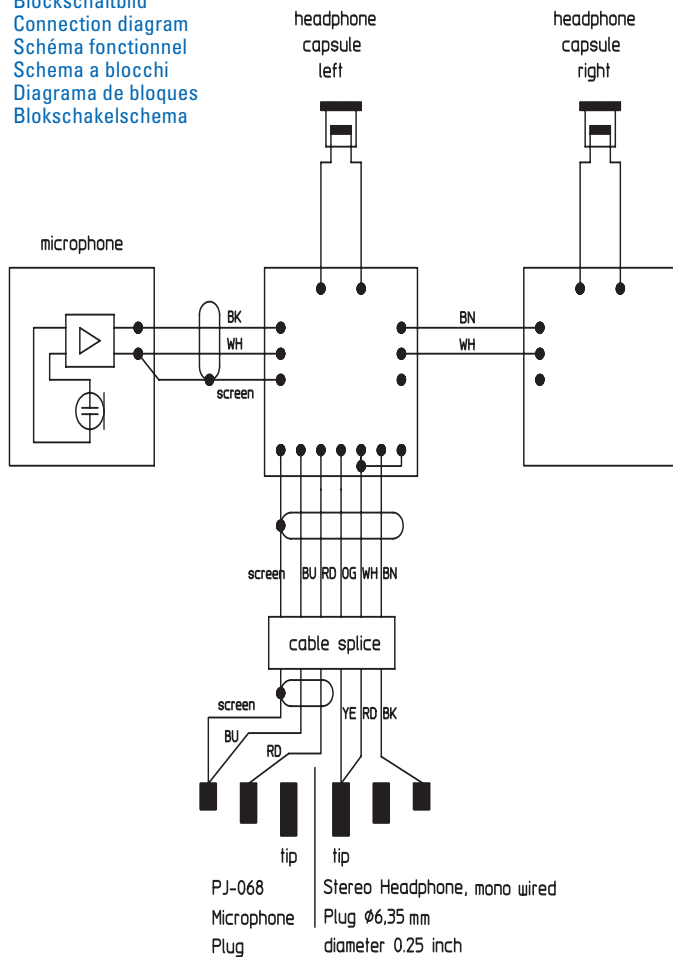 Blockschaltbild
Connection diagram
Schéma fonctionnel
Schema a blocchi
Diagrama de bloques
Blokschakelschema
headphone
capsule
left
headphone
capsule
right
microphone
BK
WH
screen
BN
WH
screen BU RD OG WH BN
cable splice
screen
BU
RD
YE RD BK
tip
tip
PJ-068
Microphone
Plug
Stereo Headphone, mono wired
Plug ϕ6,35 mm
diameter 0.25 inch